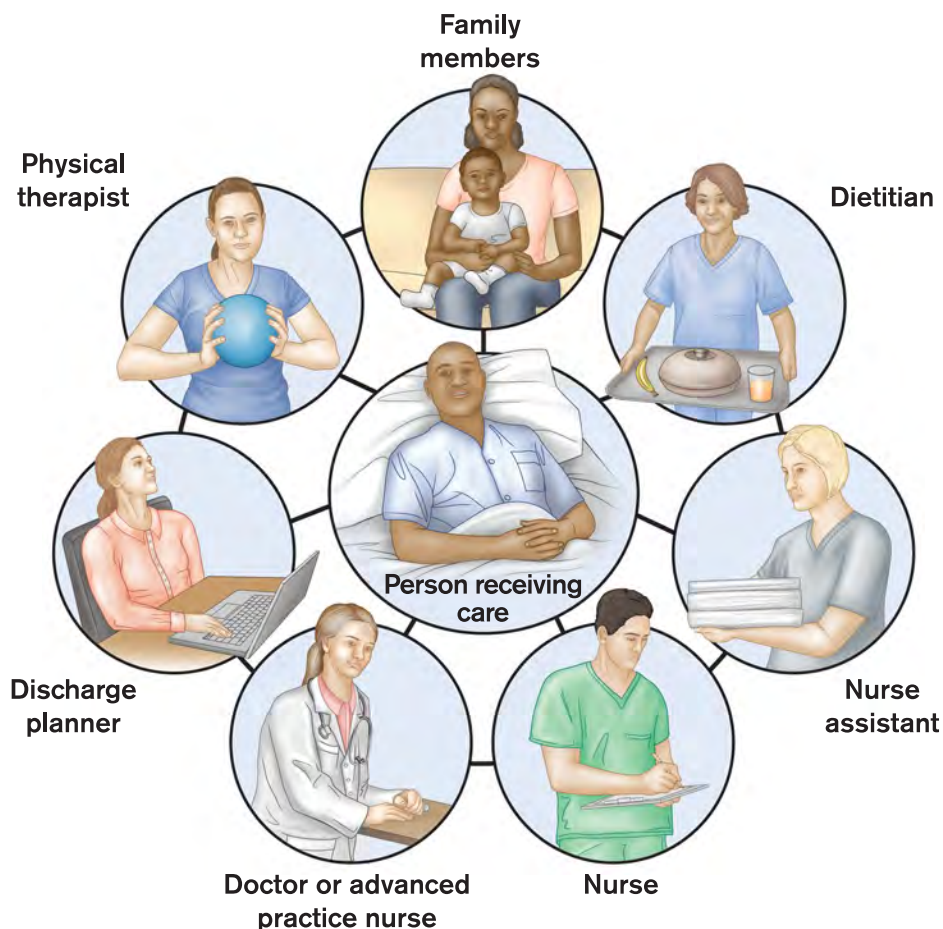 Family
members
Physical
therapist
Dietitian
Person receiving
care
Discharge
planner
Nurse
assistant
Doctor or advanced
practice nurse
Nurse